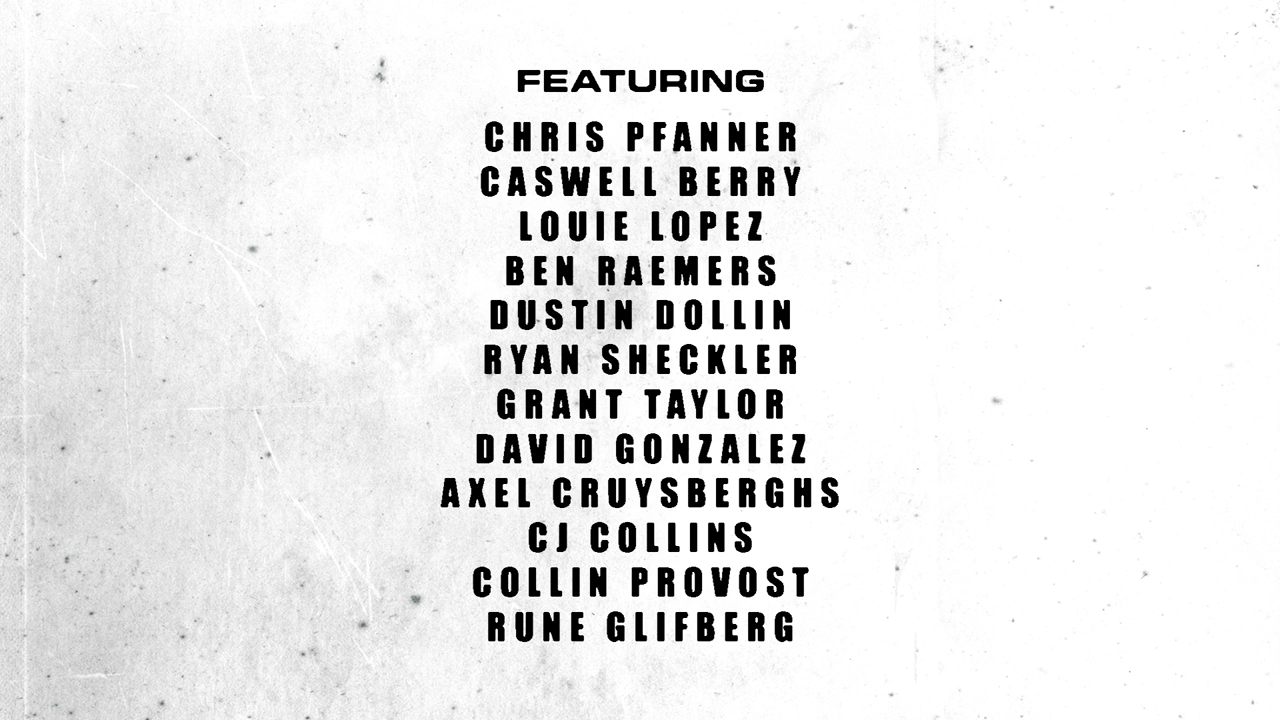 FEATURING
CHRIS PFANNER
CASWELL BERRY
LOUIE LOPEZ
BEN RAEMERS
DUSTIN DOLLIN
RYAN SHECKLER
GRANT TAYLOR
DAVID GONZALEZ
AXEL CRUYSBERGHS
CJ COLLINS
COLLIN PROVOST
RUNE GLIFBERG